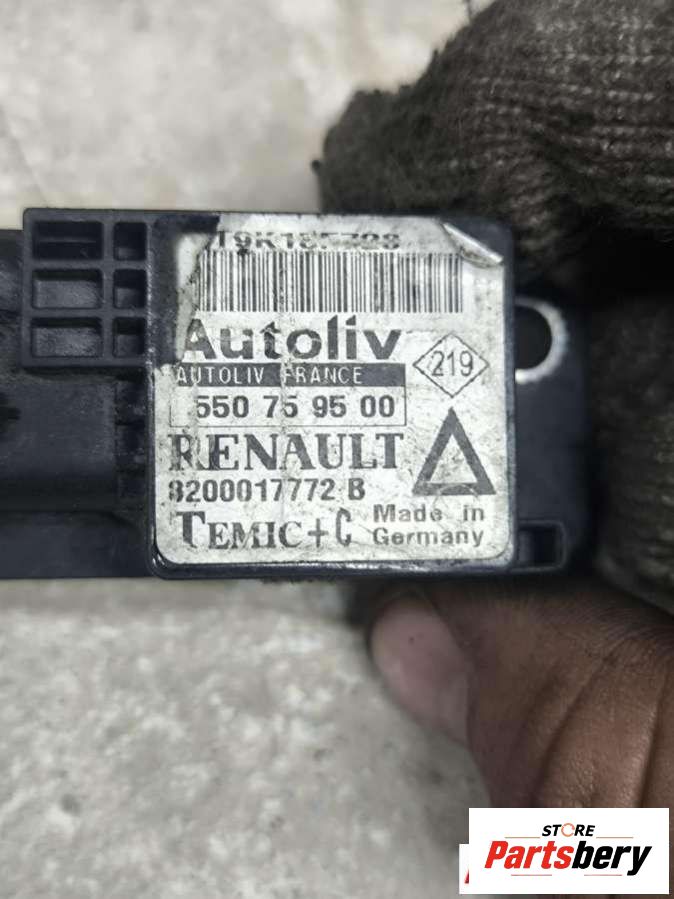 Autoliv
AUTOLIV FRANCE
219
550 75 95 00
RENAULT
8200017772 B
TEMIC+C
Made in
Germany
STORE
Partsbery